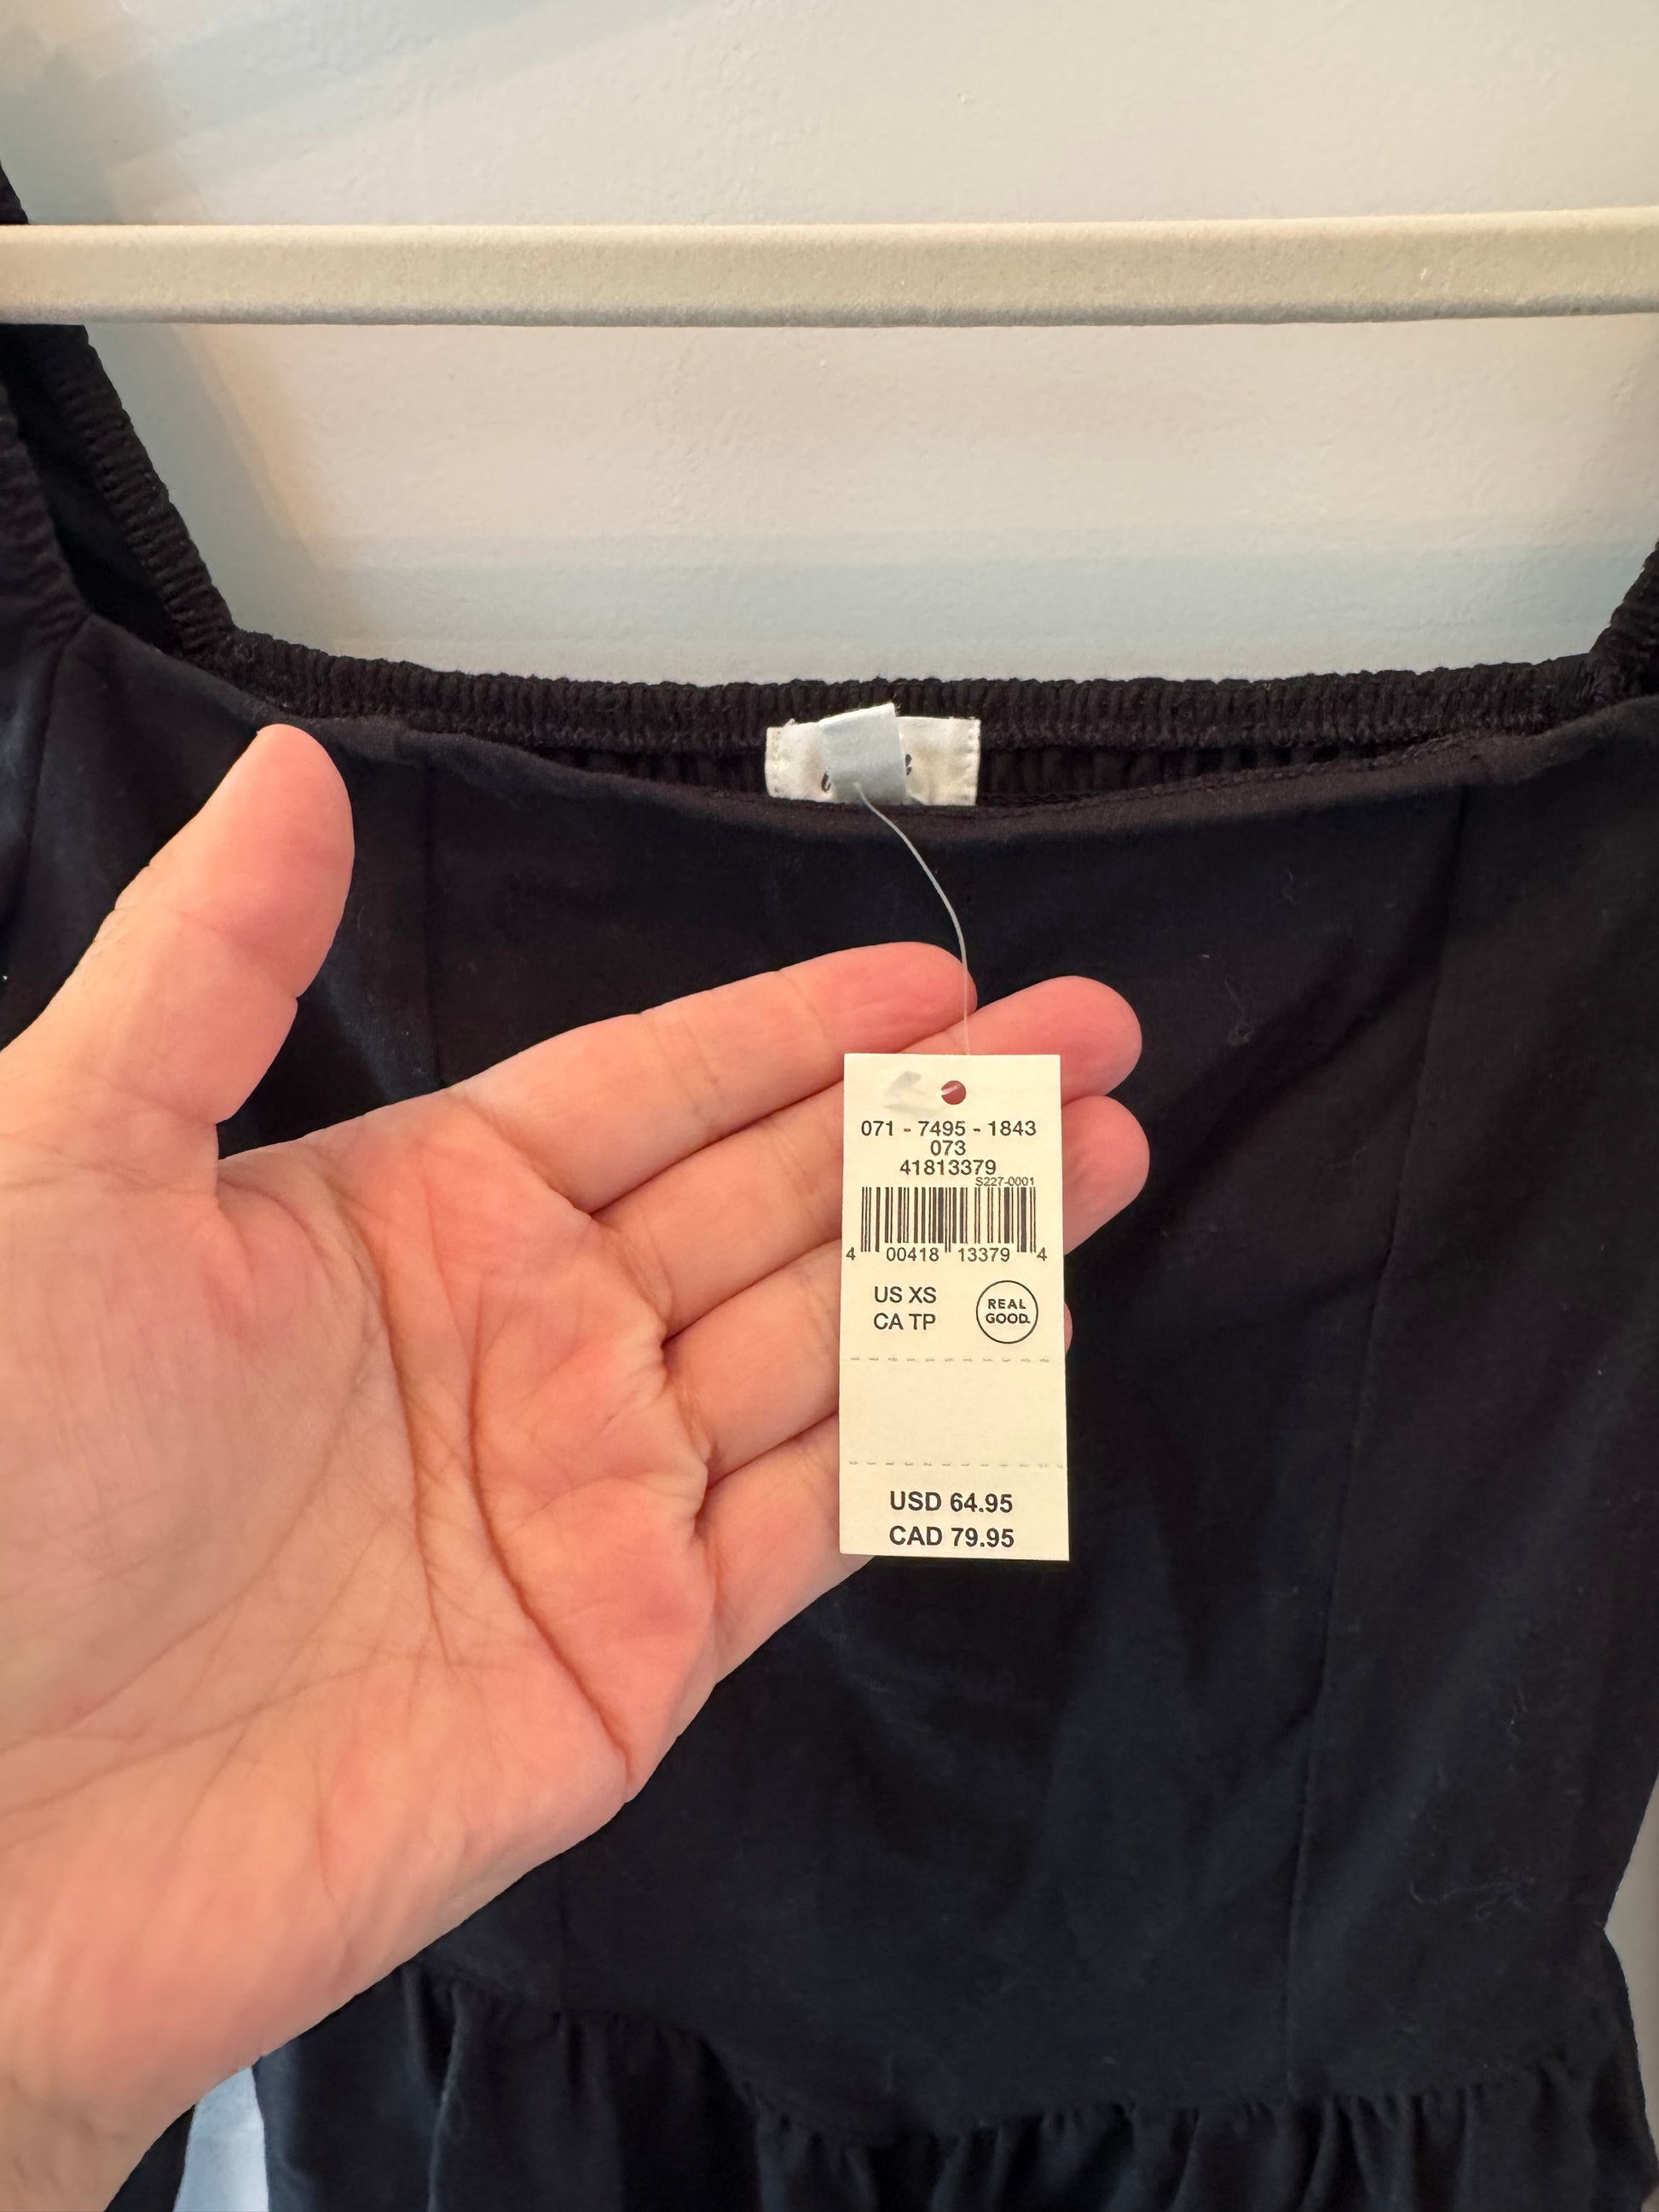 071 - 7495 - 1843
073
41813379
S227-0001
4 00418 13379 4
US XS
CA TP
REAL
GOOD.
USD 64.95
CAD 79.95